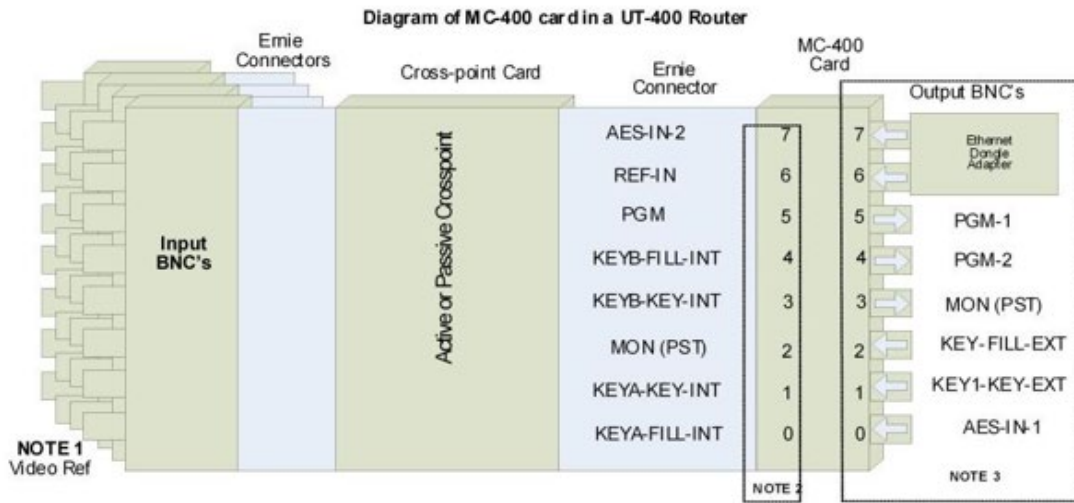 Diagram of MC-400 card in a UT-400 Router
Ernie
Connectors
Cross-point Card
Ernie
Connector
MC-400
Card
Output BNC's
Input
BNC's
Active or Passive Crosspoint
AES-IN-2
REF-IN
PGM
KEYB-FILL-INT
KEYB-KEY-INT
MON (PST)
KEYA-KEY-INT
KEYA-FILL-INT
7
6
5
4
3
2
1
0
7
6
5
4
3
2
1
0
Ethernet
Dongle
Adapter
PGM-1
PGM-2
MON (PST)
KEY-FILL-EXT
KEY1-KEY-EXT
AES-IN-1
NOTE 1
Video Ref
NOTE 2
NOTE 3